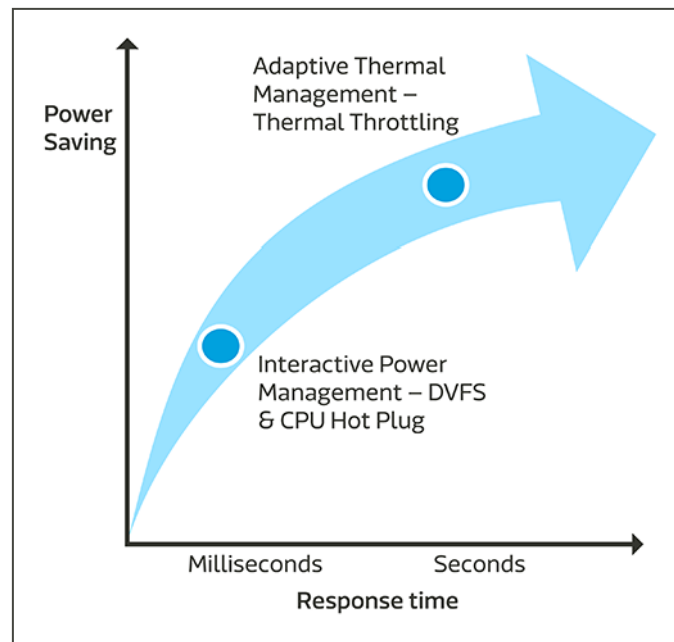 Adaptive Thermal
Management –
Thermal Throttling
Power
Saving
Interactive Power
Management – DVFS
& CPU Hot Plug
Milliseconds
Seconds
Response time